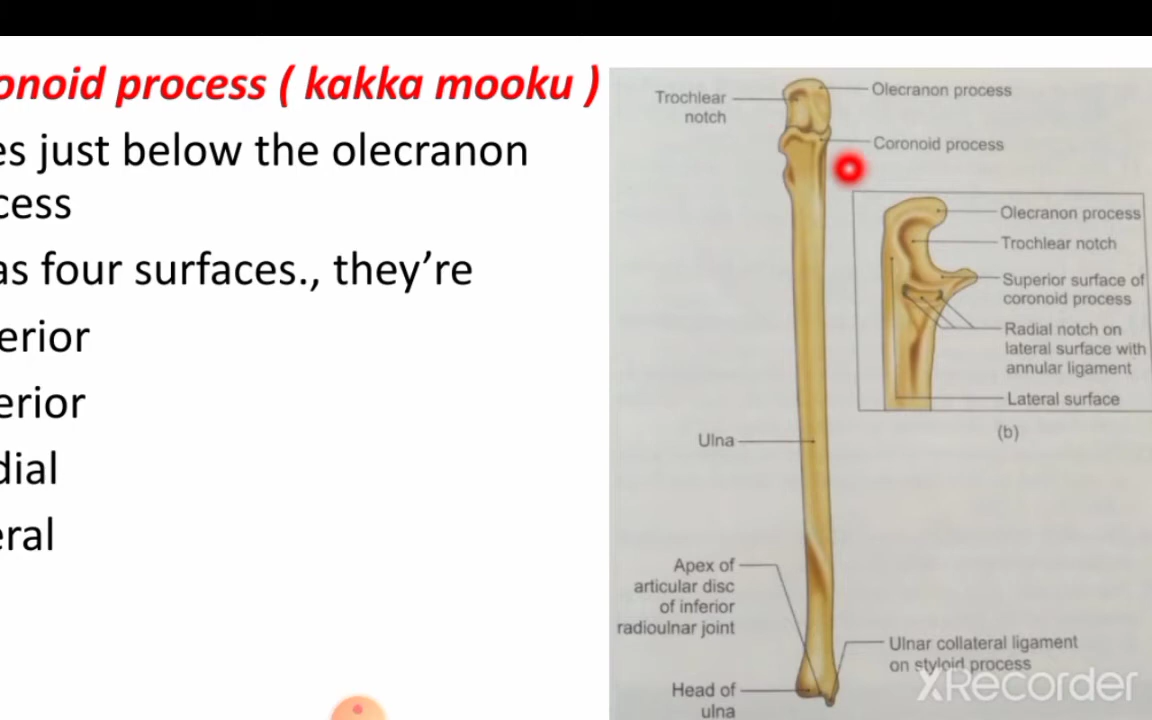 onoid process ( kakka mooku )
es just below the olecranon
cess
as four surfaces., they’re
erior
erior
dial
eral
Trochlear
notch
Olecranon process
Coronoid process
Olecranon process
Trochlear notch
Superior surface of
coronoid process
Radial notch on
lateral surface with
annular ligament
Lateral surface
(b)
Ulna
Apex of
articular disc
of inferior
radioulnar joint
Ulnar collateral ligament
on styloid process
Head of
ulna
XRecorder